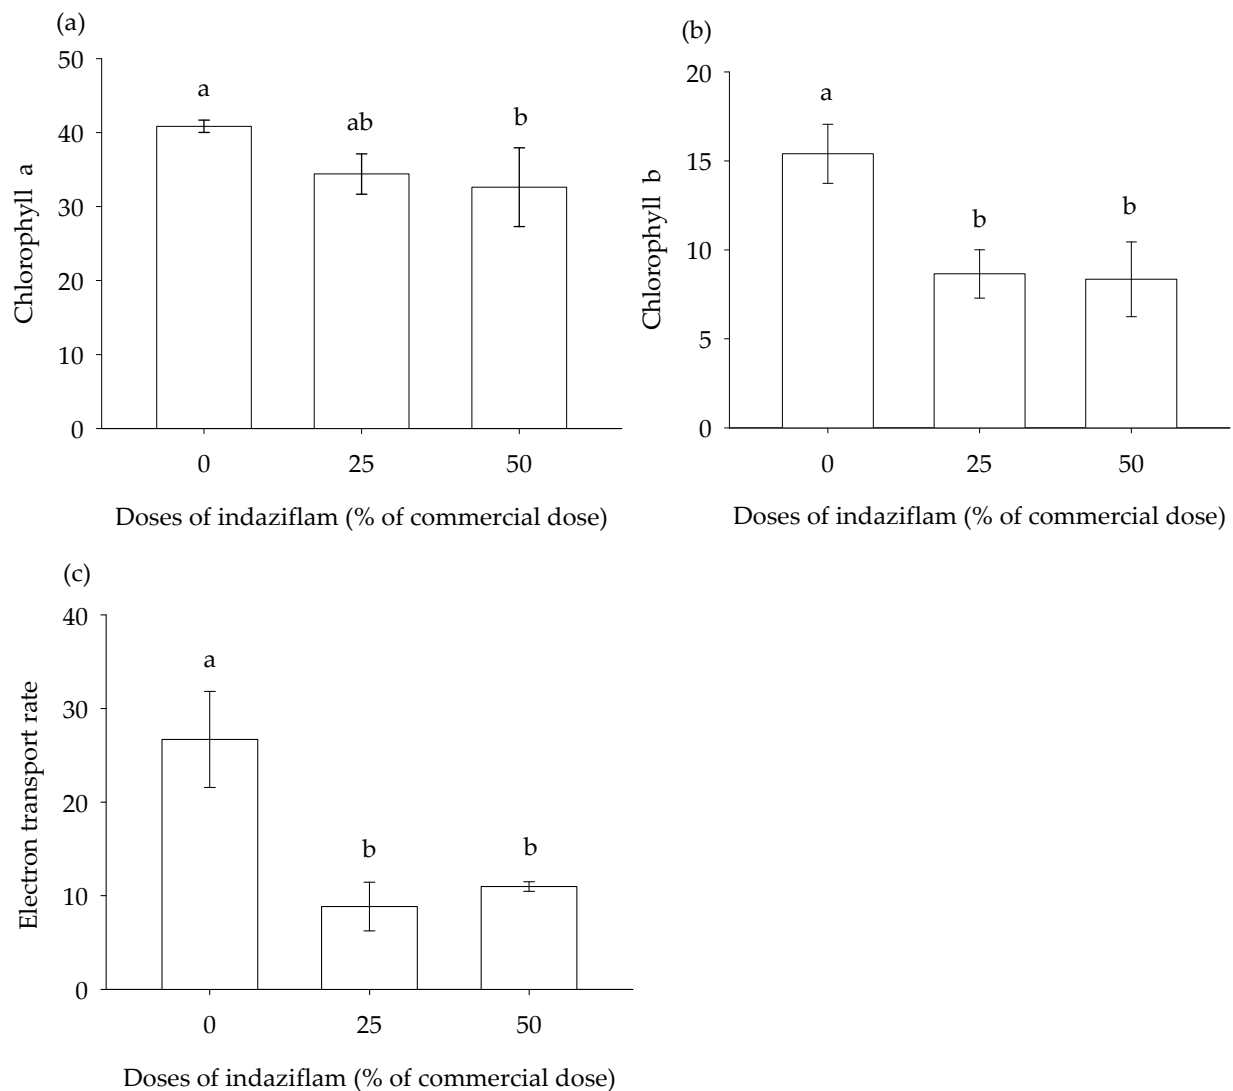 (a)
50
40
30
20
10
0
Chlorophyll a
a
ab
b
0 25 50
Doses of indaziflam (% of commercial dose)
(b)
20
15
10
5
0
Chlorophyll b
a
b
b
0 25 50
Doses of indaziflam (% of commercial dose)
(c)
40
30
20
10
0
Electron transport rate
a
b
b
0 25 50
Doses of indaziflam (% of commercial dose)